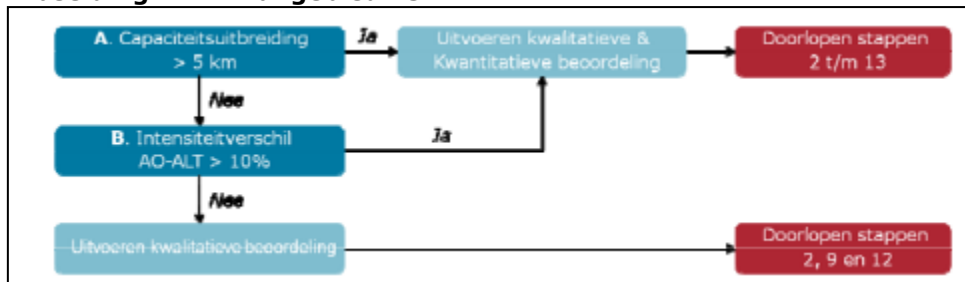 A. Capaciteitsuitbreiding
> 5 km
Ja
Uitvoeren kwalitatieve &
Kwantitatieve beoordeling
Doorlopen stappen
2 t/m 13
Nee
B. Intensiteitverschil
AO-ALT > 10%
Ja
Nee
Uitvoeren kwalitatieve beoordeling
Doorlopen stappen
2, 9 en 12